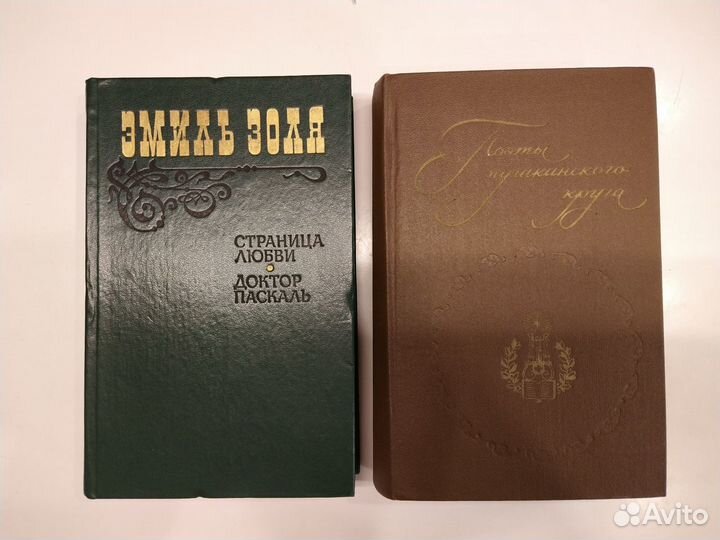 ЭМИЛЬ ЗОЛЯ
СТРАНИЦА
ЛЮБВИ
ДОКТОР
ПАСКАЛЬ
Поэты
пушкинского
круга
Avito